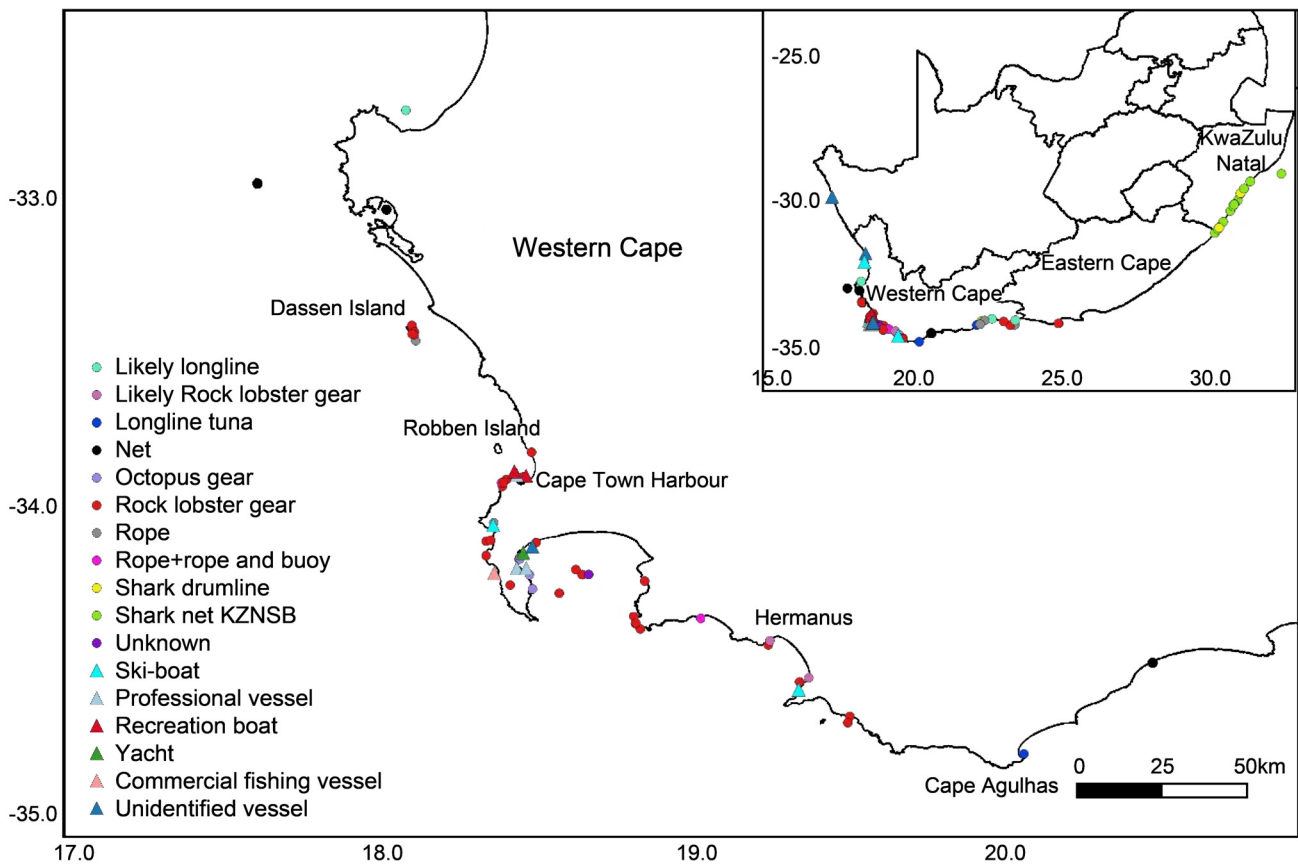 -25.0
KwaZulu
Natal
-30.0
Eastern Cape
Western Cape
-35.0
15.0
20.0
25.0
30.0
-33.0
Western Cape
Dassen Island
Likely longline
Likely Rock lobster gear
Longline tuna
Net
Octopus gear
Rock lobster gear
Rope
Rope+rope and buoy
Shark drumline
Shark net KZNSB
Unknown
Ski-boat
Professional vessel
Recreation boat
Yacht
Commercial fishing vessel
Unidentified vessel
Robben Island
Cape Town Harbour
-34.0
Hermanus
Cape Agulhas
0 25 50km
-35.0
17.0 18.0 19.0 20.0